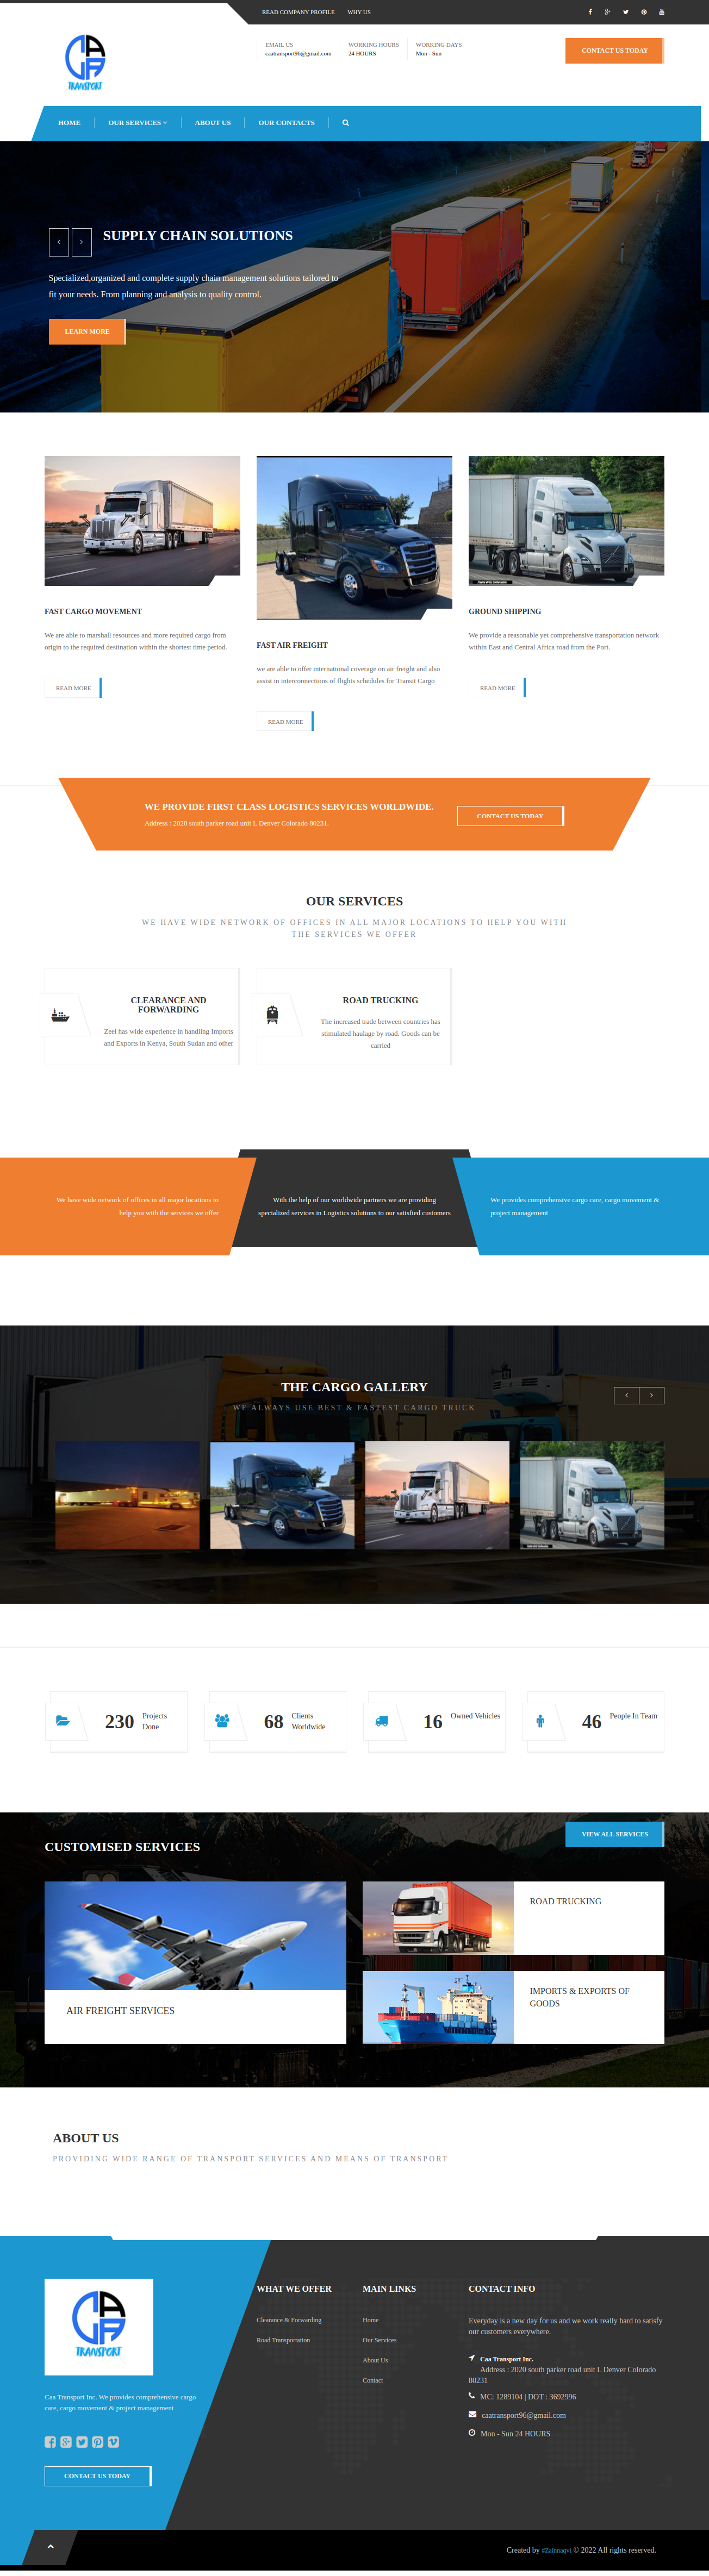 READ COMPANY PROFILE WHY US
CAA
TRANSPORT
EMAIL US
caatransport96@gmail.com
WORKING HOURS
24 HOURS
WORKING DAYS
Mon - Sun
CONTACT US TODAY
HOME OUR SERVICES ABOUT US OUR CONTACTS
SUPPLY CHAIN SOLUTIONS
Specialized,organized and complete supply chain management solutions tailored to
fit your needs. From planning and analysis to quality control.
LEARN MORE
FAST CARGO MOVEMENT
We are able to marshall resources and more required cargo from
origin to the required destination within the shortest time period.
READ MORE
FAST AIR FREIGHT
we are able to offer international coverage on air freight and also
assist in interconnections of flights schedules for Transit Cargo
READ MORE
GROUND SHIPPING
We provide a reasonable yet comprehensive transportation network
within East and Central Africa road from the Port.
READ MORE
WE PROVIDE FIRST CLASS LOGISTICS SERVICES WORLDWIDE.
Address : 2020 south parker road unit L Denver Colorado 80231.
CONTACT US TODAY
OUR SERVICES
WE HAVE WIDE NETWORK OF OFFICES IN ALL MAJOR LOCATIONS TO HELP YOU WITH
THE SERVICES WE OFFER
CLEARANCE AND
FORWARDING
Zeel has wide experience in handling Imports
and Exports in Kenya, South Sudan and other
ROAD TRUCKING
The increased trade between countries has
stimulated haulage by road. Goods can be
carried
We have wide network of offices in all major locations to
help you with the services we offer
With the help of our worldwide partners we are providing
specialized services in Logistics solutions to our satisfied customers
We provides comprehensive cargo care, cargo movement &
project management
THE CARGO GALLERY
WE ALWAYS USE BEST & FASTEST CARGO TRUCK
230 Projects
Done
68 Clients
Worldwide
16 Owned Vehicles
46 People In Team
CUSTOMISED SERVICES
VIEW ALL SERVICES
AIR FREIGHT SERVICES
ROAD TRUCKING
IMPORTS & EXPORTS OF
GOODS
ABOUT US
PROVIDING WIDE RANGE OF TRANSPORT SERVICES AND MEANS OF TRANSPORT
CAA
TRANSPORT
Caa Transport Inc. We provides comprehensive cargo
care, cargo movement & project management
CONTACT US TODAY
WHAT WE OFFER
Clearance & Forwarding
Road Transportation
MAIN LINKS
Home
Our Services
About Us
Contact
CONTACT INFO
Everyday is a new day for us and we work really hard to satisfy
our customers everywhere.
Caa Transport Inc.
Address : 2020 south parker road unit L Denver Colorado
80231
MC: 1289104 | DOT : 3692996
caatransport96@gmail.com
Mon - Sun 24 HOURS
Created by #Zainnaqvi © 2022 All rights reserved.